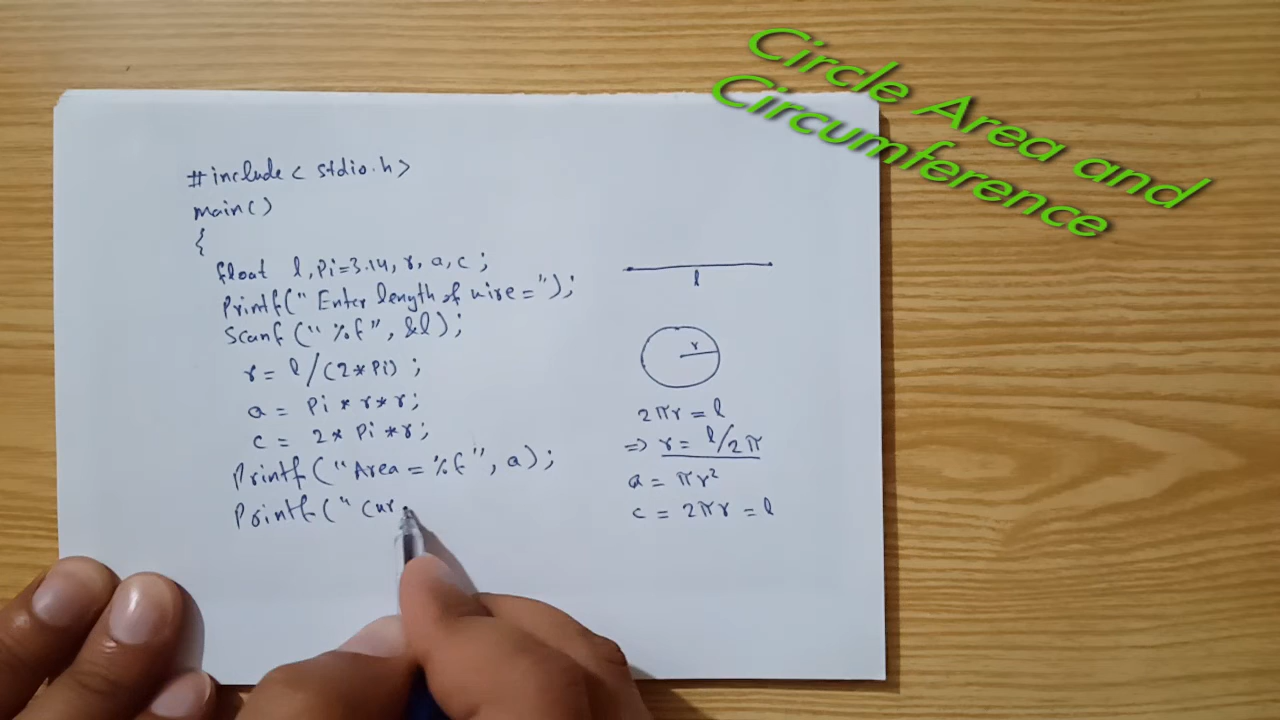 Circle Area and
Circumference
#include < stdio.h>
main()
{
float l, Pi=3.14, r, a, c ;
Printf(" Enter length of wire = ");
Scanf (" %f", &l);
r = l / (2 * Pi) ;
a = Pi * r * r ;
c = 2 * Pi * r ;
Printf ("Area = %f", a) ;
Printf (" Cur
l
r
2πr = l
=> r = l/2π
a = πr²
c = 2πr = l